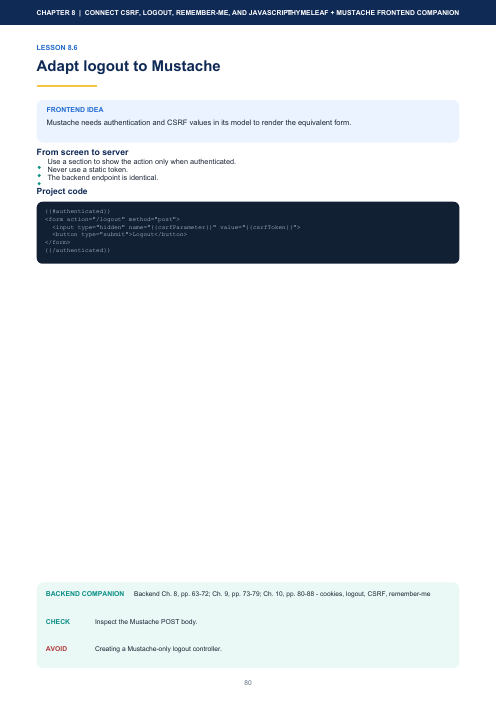 CHAPTER 8 | CONNECT CSRF, LOGOUT, REMEMBER-ME, AND JAVASCRIPT
THYMELEAF + MUSTACHE FRONTEND COMPANION
LESSON 8.6
Adapt logout to Mustache
FRONTEND IDEA
Mustache needs authentication and CSRF values in its model to render the equivalent form.
From screen to server
Use a section to show the action only when authenticated.
Never use a static token.
The backend endpoint is identical.
Project code
{{#authenticated}}
<form action="/logout" method="post">
  <input type="hidden" name="{{csrfParameter}}" value="{{csrfToken}}">
  <button type="submit">Logout</button>
</form>
{{/authenticated}}
BACKEND COMPANION Backend Ch. 8, pp. 63-72; Ch. 9, pp. 73-79; Ch. 10, pp. 80-88 - cookies, logout, CSRF, remember-me
CHECK Inspect the Mustache POST body.
AVOID Creating a Mustache-only logout controller.
80